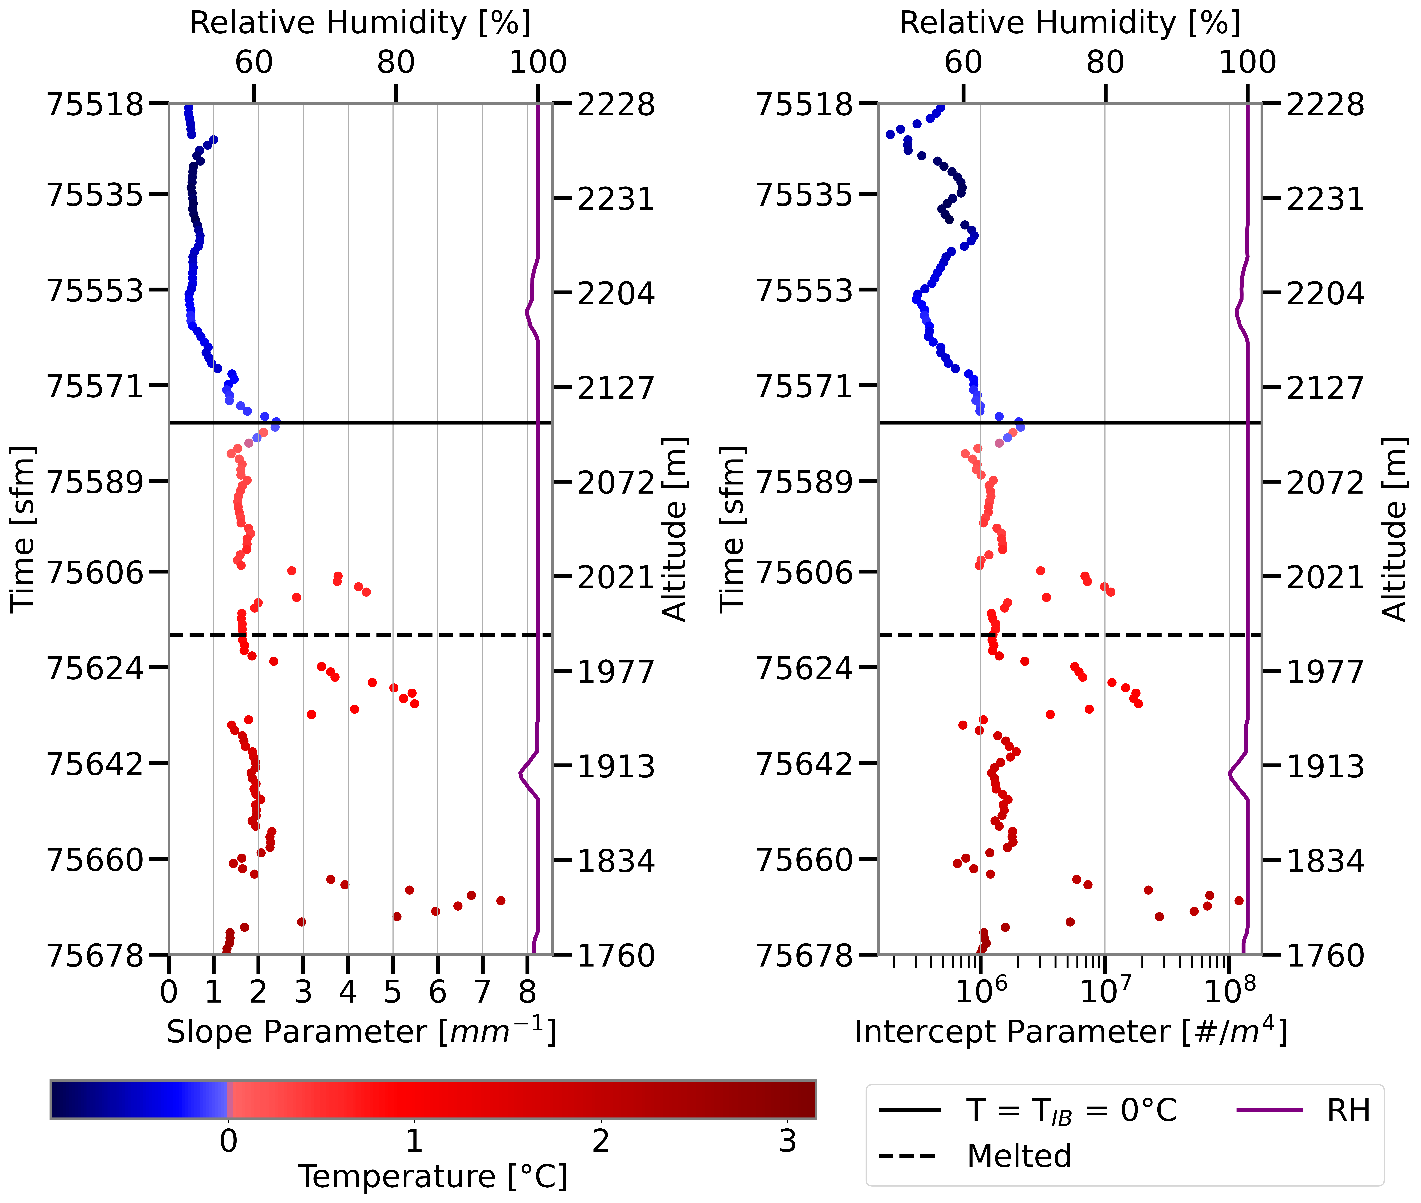 Relative Humidity [%]
60 80 100
75518
75535
75553
75571
75589
75606
75624
75642
75660
75678
Time [sfm]
2228
2231
2204
2127
2072
2021
1977
1913
1834
1760
Altitude [m]
0 1 2 3 4 5 6 7 8
Slope Parameter [mm⁻¹]
Relative Humidity [%]
60 80 100
75518
75535
75553
75571
75589
75606
75624
75642
75660
75678
Time [sfm]
2228
2231
2204
2127
2072
2021
1977
1913
1834
1760
Altitude [m]
10⁶ 10⁷ 10⁸
Intercept Parameter [#/m⁴]
0 1 2 3
Temperature [°C]
T = T_IB = 0°C
Melted
RH